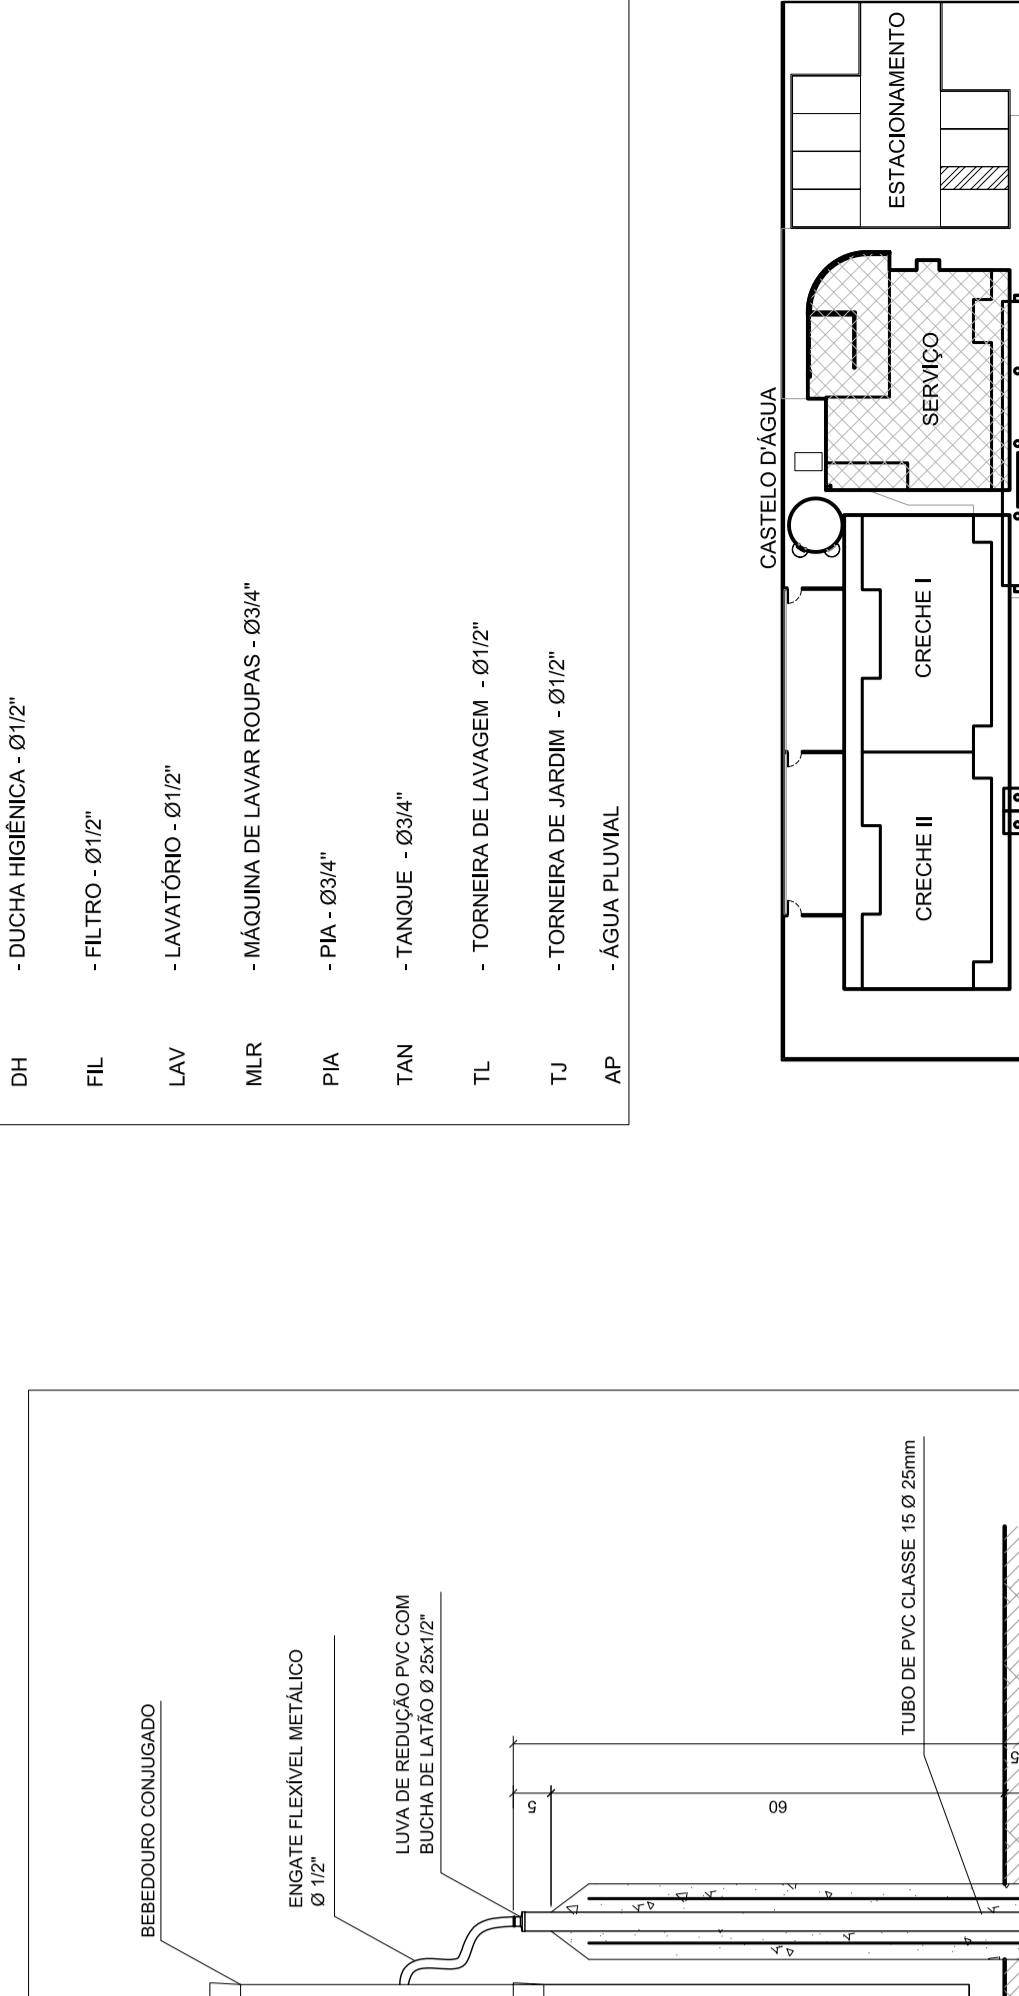 DH - DUCHA HIGIÊNICA - Ø1/2"
FIL - FILTRO - Ø1/2"
LAV - LAVATÓRIO - Ø1/2"
MLR - MÁQUINA DE LAVAR ROUPAS - Ø3/4"
PIA - PIA - Ø3/4"
TAN - TANQUE - Ø3/4"
TL - TORNEIRA DE LAVAGEM - Ø1/2"
TJ - TORNEIRA DE JARDIM - Ø1/2"
AP - ÁGUA PLUVIAL
CASTELO D'ÁGUA
ESTACIONAMENTO
SERVIÇO
CRECHE I
CRECHE II
BEBEDOURO CONJUGADO
ENGATE FLEXÍVEL METÁLICO
Ø 1/2"
LUVA DE REDUÇÃO PVC COM
BUCHA DE LATÃO Ø 25x1/2"
5
60
TUBO DE PVC CLASSE 15 Ø 25mm